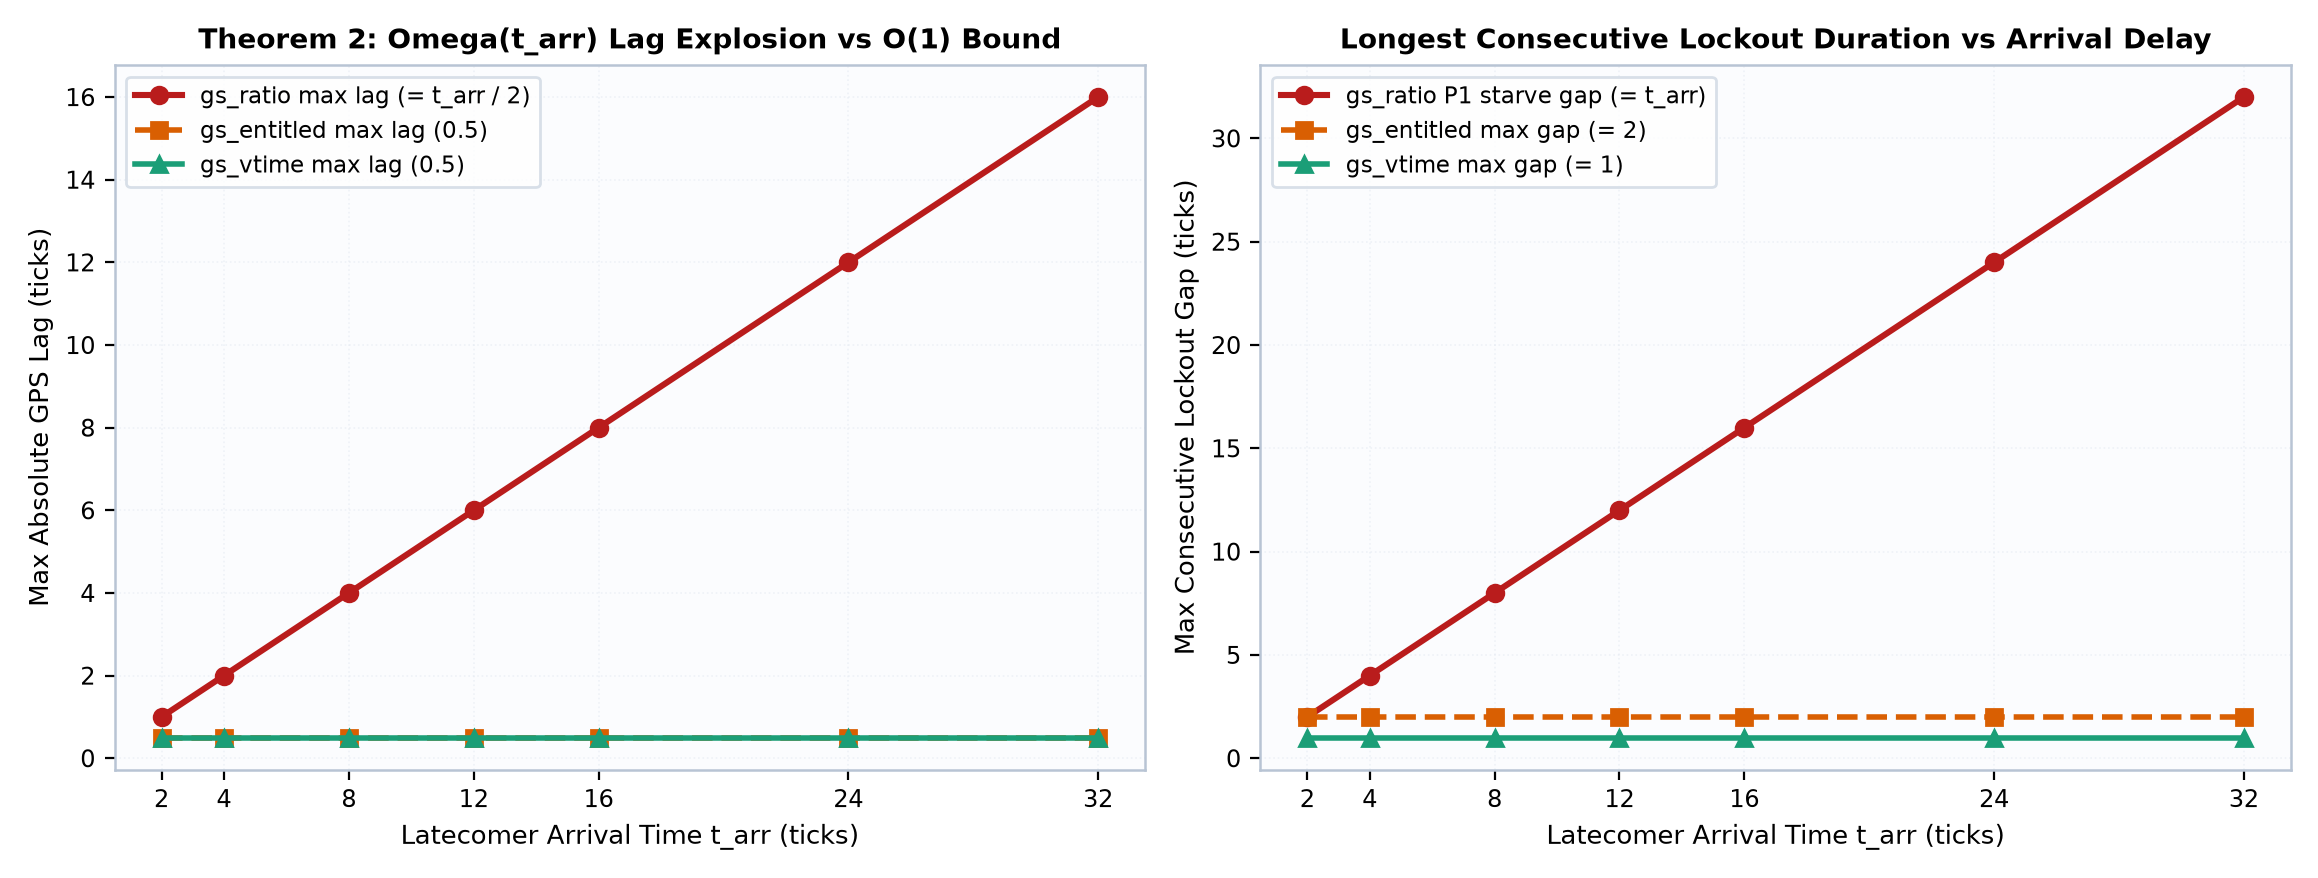 Theorem 2: Omega(t_arr) Lag Explosion vs O(1) Bound
gs_ratio max lag (= t_arr / 2)
gs_entitled max lag (0.5)
gs_vtime max lag (0.5)
Max Absolute GPS Lag (ticks)
16
14
12
10
8
6
4
2
0
2 4 8 12 16 24 32
Latecomer Arrival Time t_arr (ticks)
Longest Consecutive Lockout Duration vs Arrival Delay
gs_ratio P1 starve gap (= t_arr)
gs_entitled max gap (= 2)
gs_vtime max gap (= 1)
Max Consecutive Lockout Gap (ticks)
30
25
20
15
10
5
0
2 4 8 12 16 24 32
Latecomer Arrival Time t_arr (ticks)